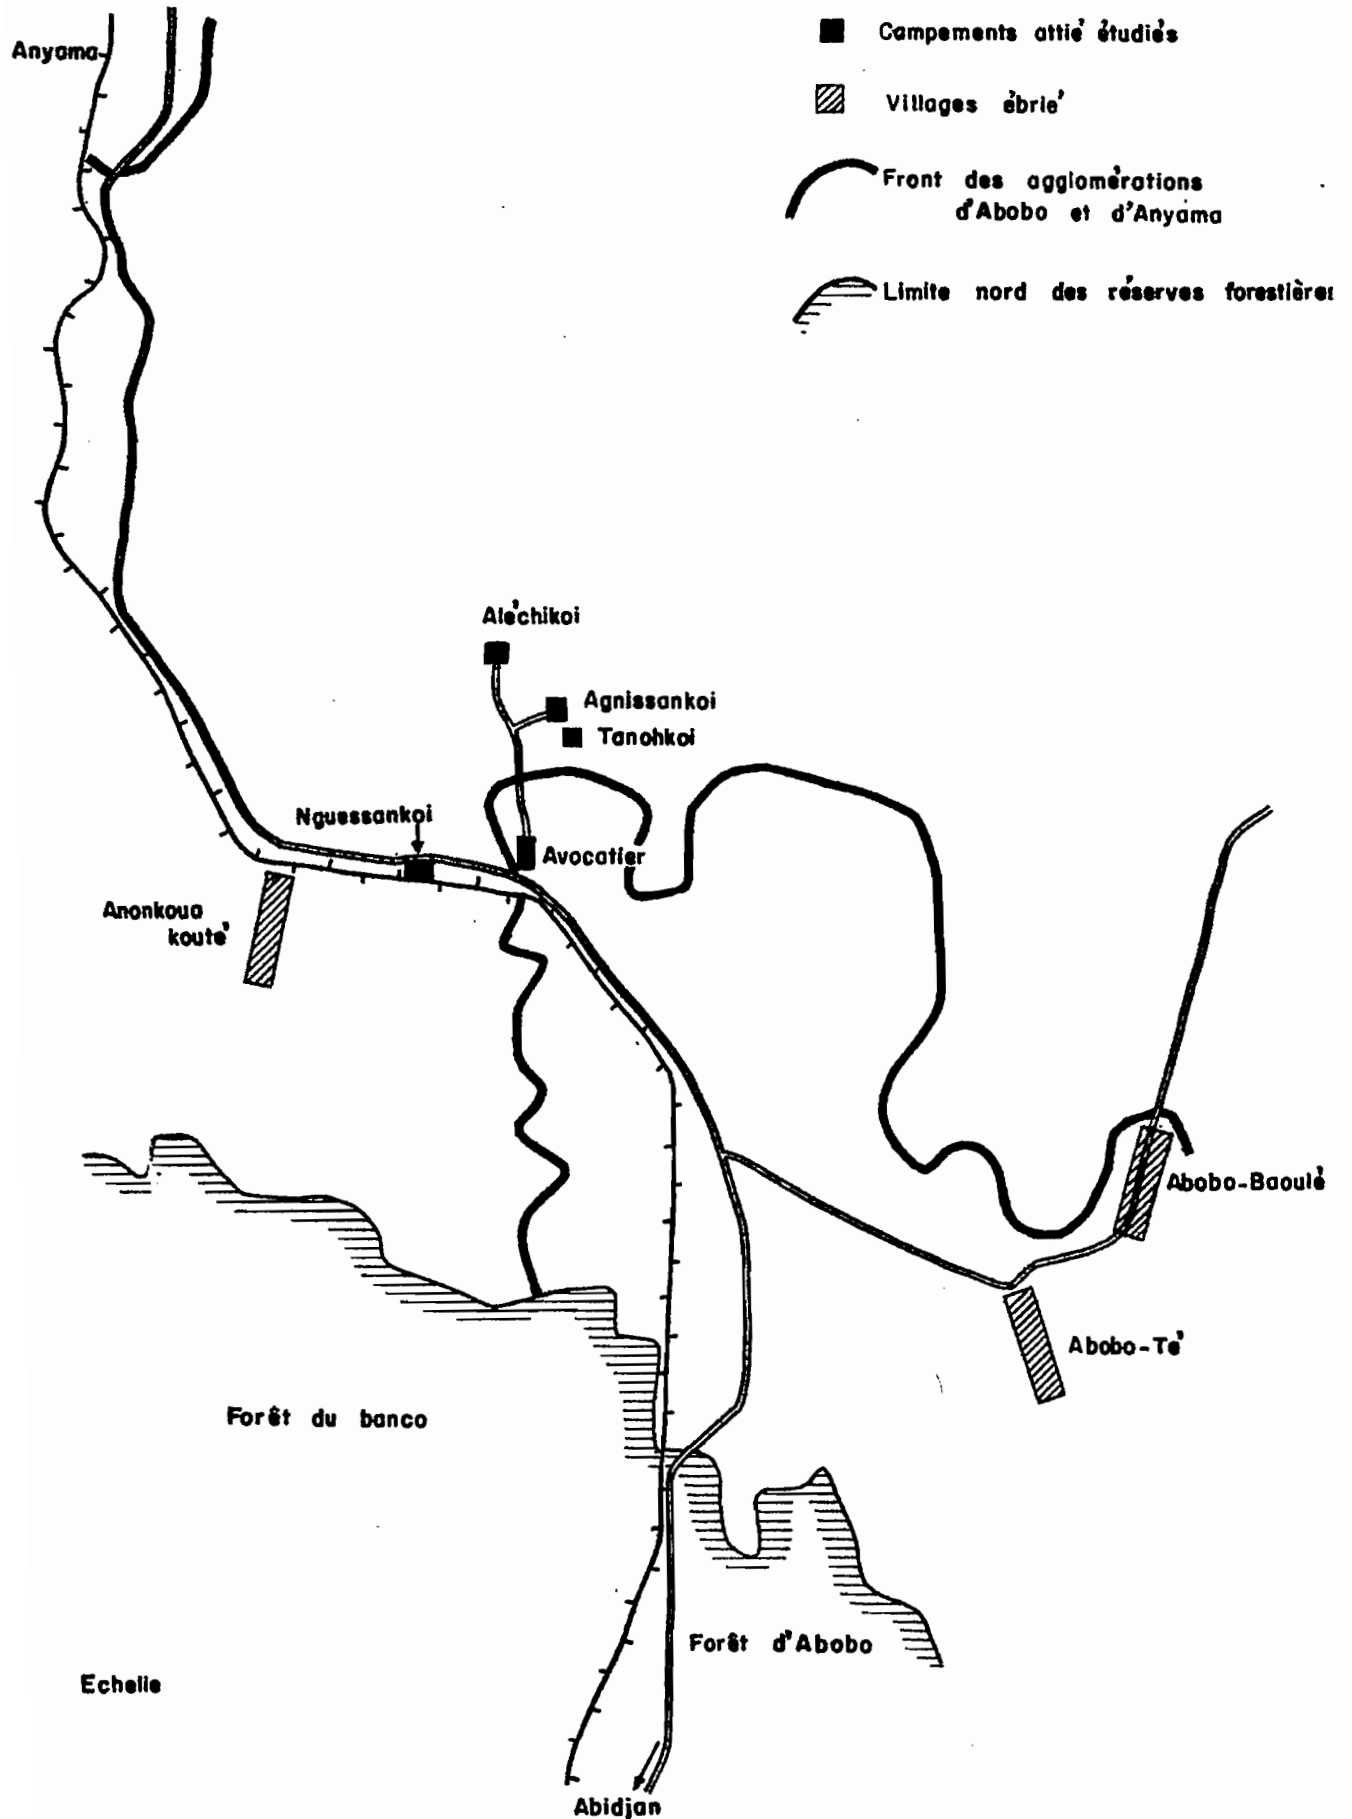 Anyama
Campements attié étudiés
Villages ébrié
Front des agglomérations
d'Abobo et d'Anyama
Limite nord des réserves forestières
Aléchikoi
Agnissankoi
Tanohkoi
Nguessankoi
Avocatier
Anonkoua
kouté
Abobo-Baoulé
Abobo-Té
Forêt du banco
Forêt d'Abobo
Echelle
Abidjan